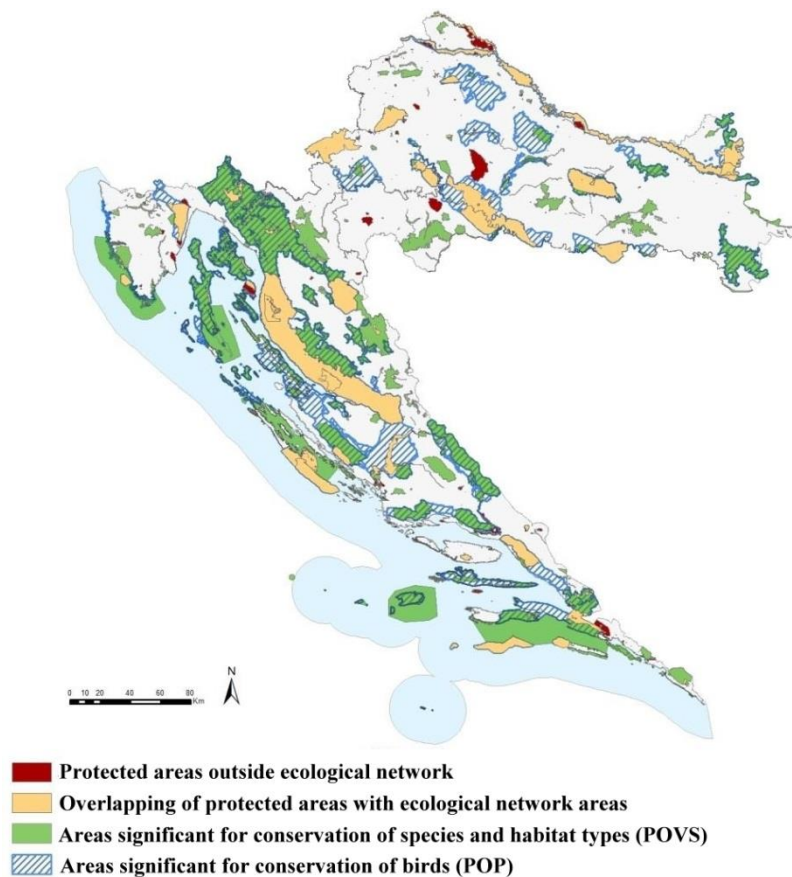 N
0 10 20 40 60 80
Km
Protected areas outside ecological network
Overlapping of protected areas with ecological network areas
Areas significant for conservation of species and habitat types (POVS)
Areas significant for conservation of birds (POP)